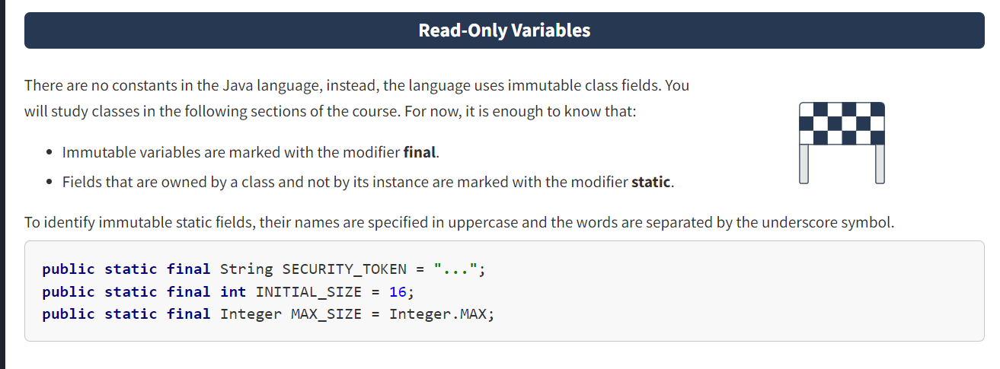 Read-Only Variables
There are no constants in the Java language, instead, the language uses immutable class fields. You
will study classes in the following sections of the course. For now, it is enough to know that:
• Immutable variables are marked with the modifier final.
• Fields that are owned by a class and not by its instance are marked with the modifier static.
To identify immutable static fields, their names are specified in uppercase and the words are separated by the underscore symbol.
public static final String SECURITY_TOKEN = "...";
public static final int INITIAL_SIZE = 16;
public static final Integer MAX_SIZE = Integer.MAX;